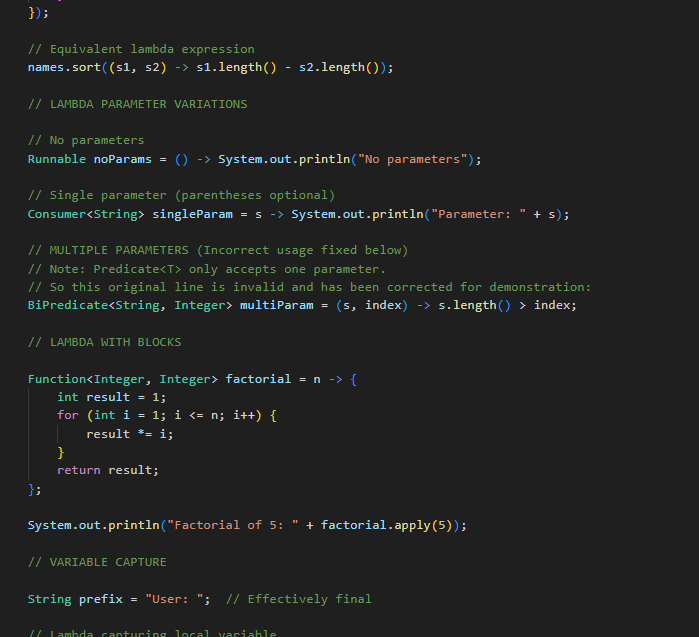 });
// Equivalent lambda expression
names.sort((s1, s2) -> s1.length() - s2.length());
// LAMBDA PARAMETER VARIATIONS
// No parameters
Runnable noParams = () -> System.out.println("No parameters");
// Single parameter (parentheses optional)
Consumer<String> singleParam = s -> System.out.println("Parameter: " + s);
// MULTIPLE PARAMETERS (Incorrect usage fixed below)
// Note: Predicate<T> only accepts one parameter.
// So this original line is invalid and has been corrected for demonstration:
BiPredicate<String, Integer> multiParam = (s, index) -> s.length() > index;
// LAMBDA WITH BLOCKS
Function<Integer, Integer> factorial = n -> {
    int result = 1;
    for (int i = 1; i <= n; i++) {
        result *= i;
    }
    return result;
};
System.out.println("Factorial of 5: " + factorial.apply(5));
// VARIABLE CAPTURE
String prefix = "User: ";  // Effectively final
// Lambda capturing local variable